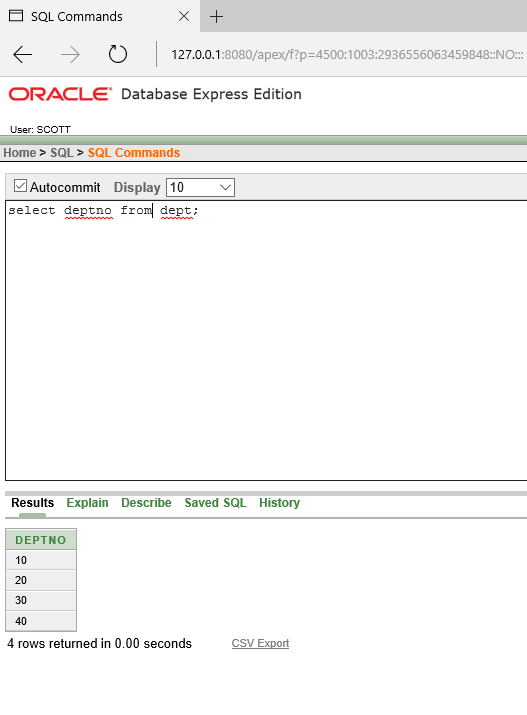 SQL Commands
127.0.0.1:8080/apex/f?p=4500:1003:2936556063459848::NO:::
ORACLE® Database Express Edition
User: SCOTT
Home > SQL > SQL Commands
Autocommit Display 10
select deptno from dept;
Results Explain Describe Saved SQL History
DEPTNO
10
20
30
40
4 rows returned in 0.00 seconds CSV Export